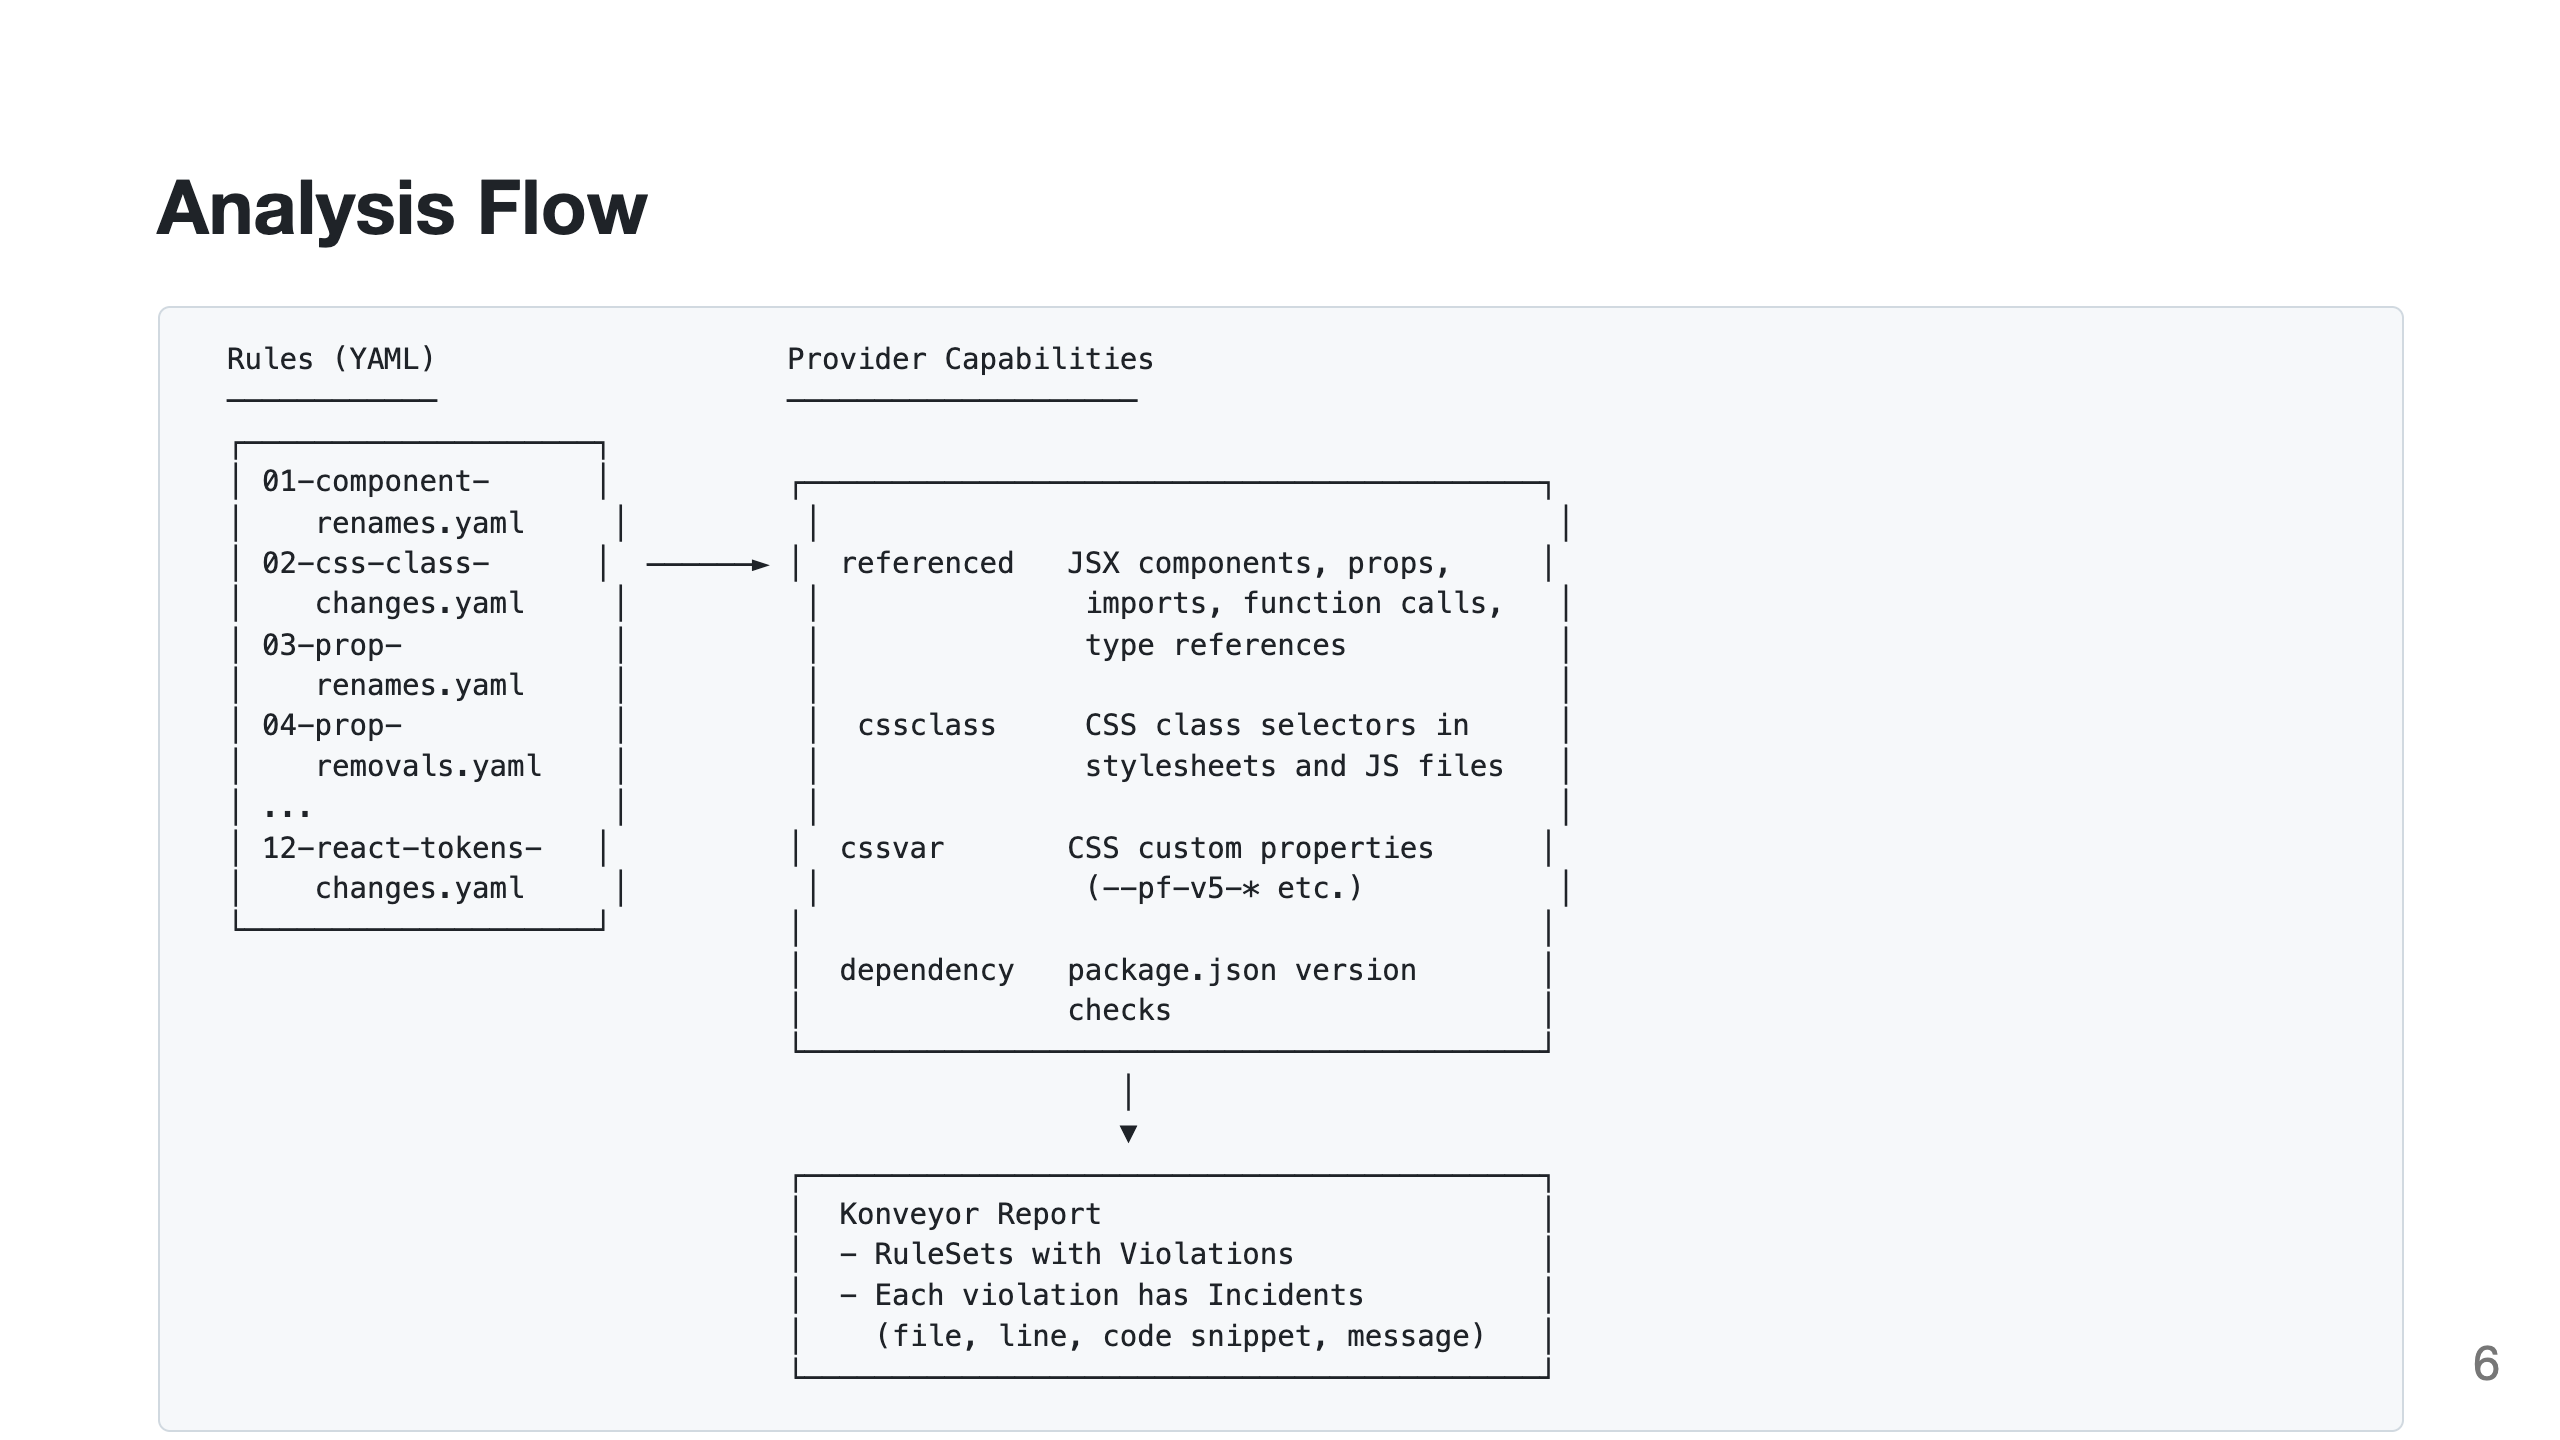 Analysis Flow
Rules (YAML)
Provider Capabilities
01-component-
renames.yaml
02-css-class-
changes.yaml
03-prop-
renames.yaml
04-prop-
removals.yaml
...
12-react-tokens-
changes.yaml
referenced JSX components, props,
imports, function calls,
type references
cssclass CSS class selectors in
stylesheets and JS files
cssvar CSS custom properties
(--pf-v5-* etc.)
dependency package.json version
checks
Konveyor Report
- RuleSets with Violations
- Each violation has Incidents
(file, line, code snippet, message)
6